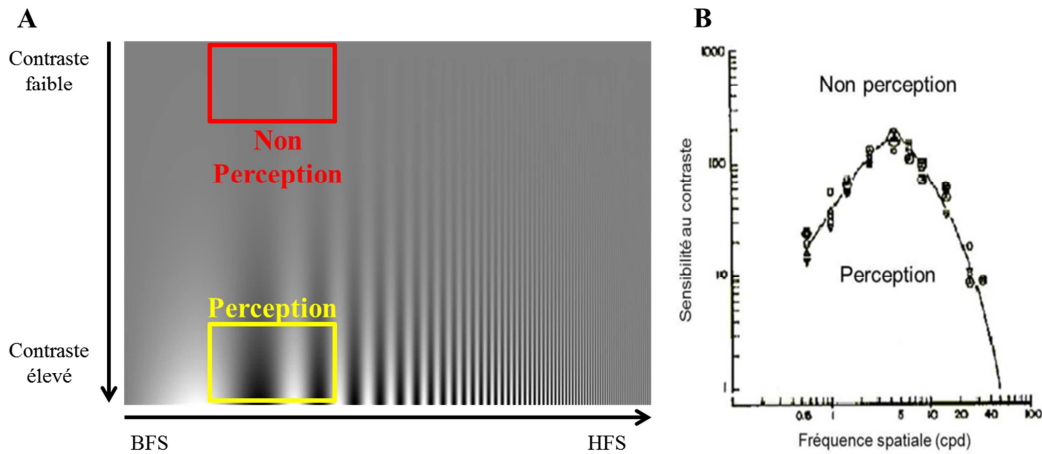 A
Contraste
faible
Non
Perception
Perception
Contraste
élevé
BFS
HFS
B
1000
100
10
1
Non perception
Perception
Sensibilité au contraste
0.5
1
5
10
20
40
100
Fréquence spatiale (cpd)